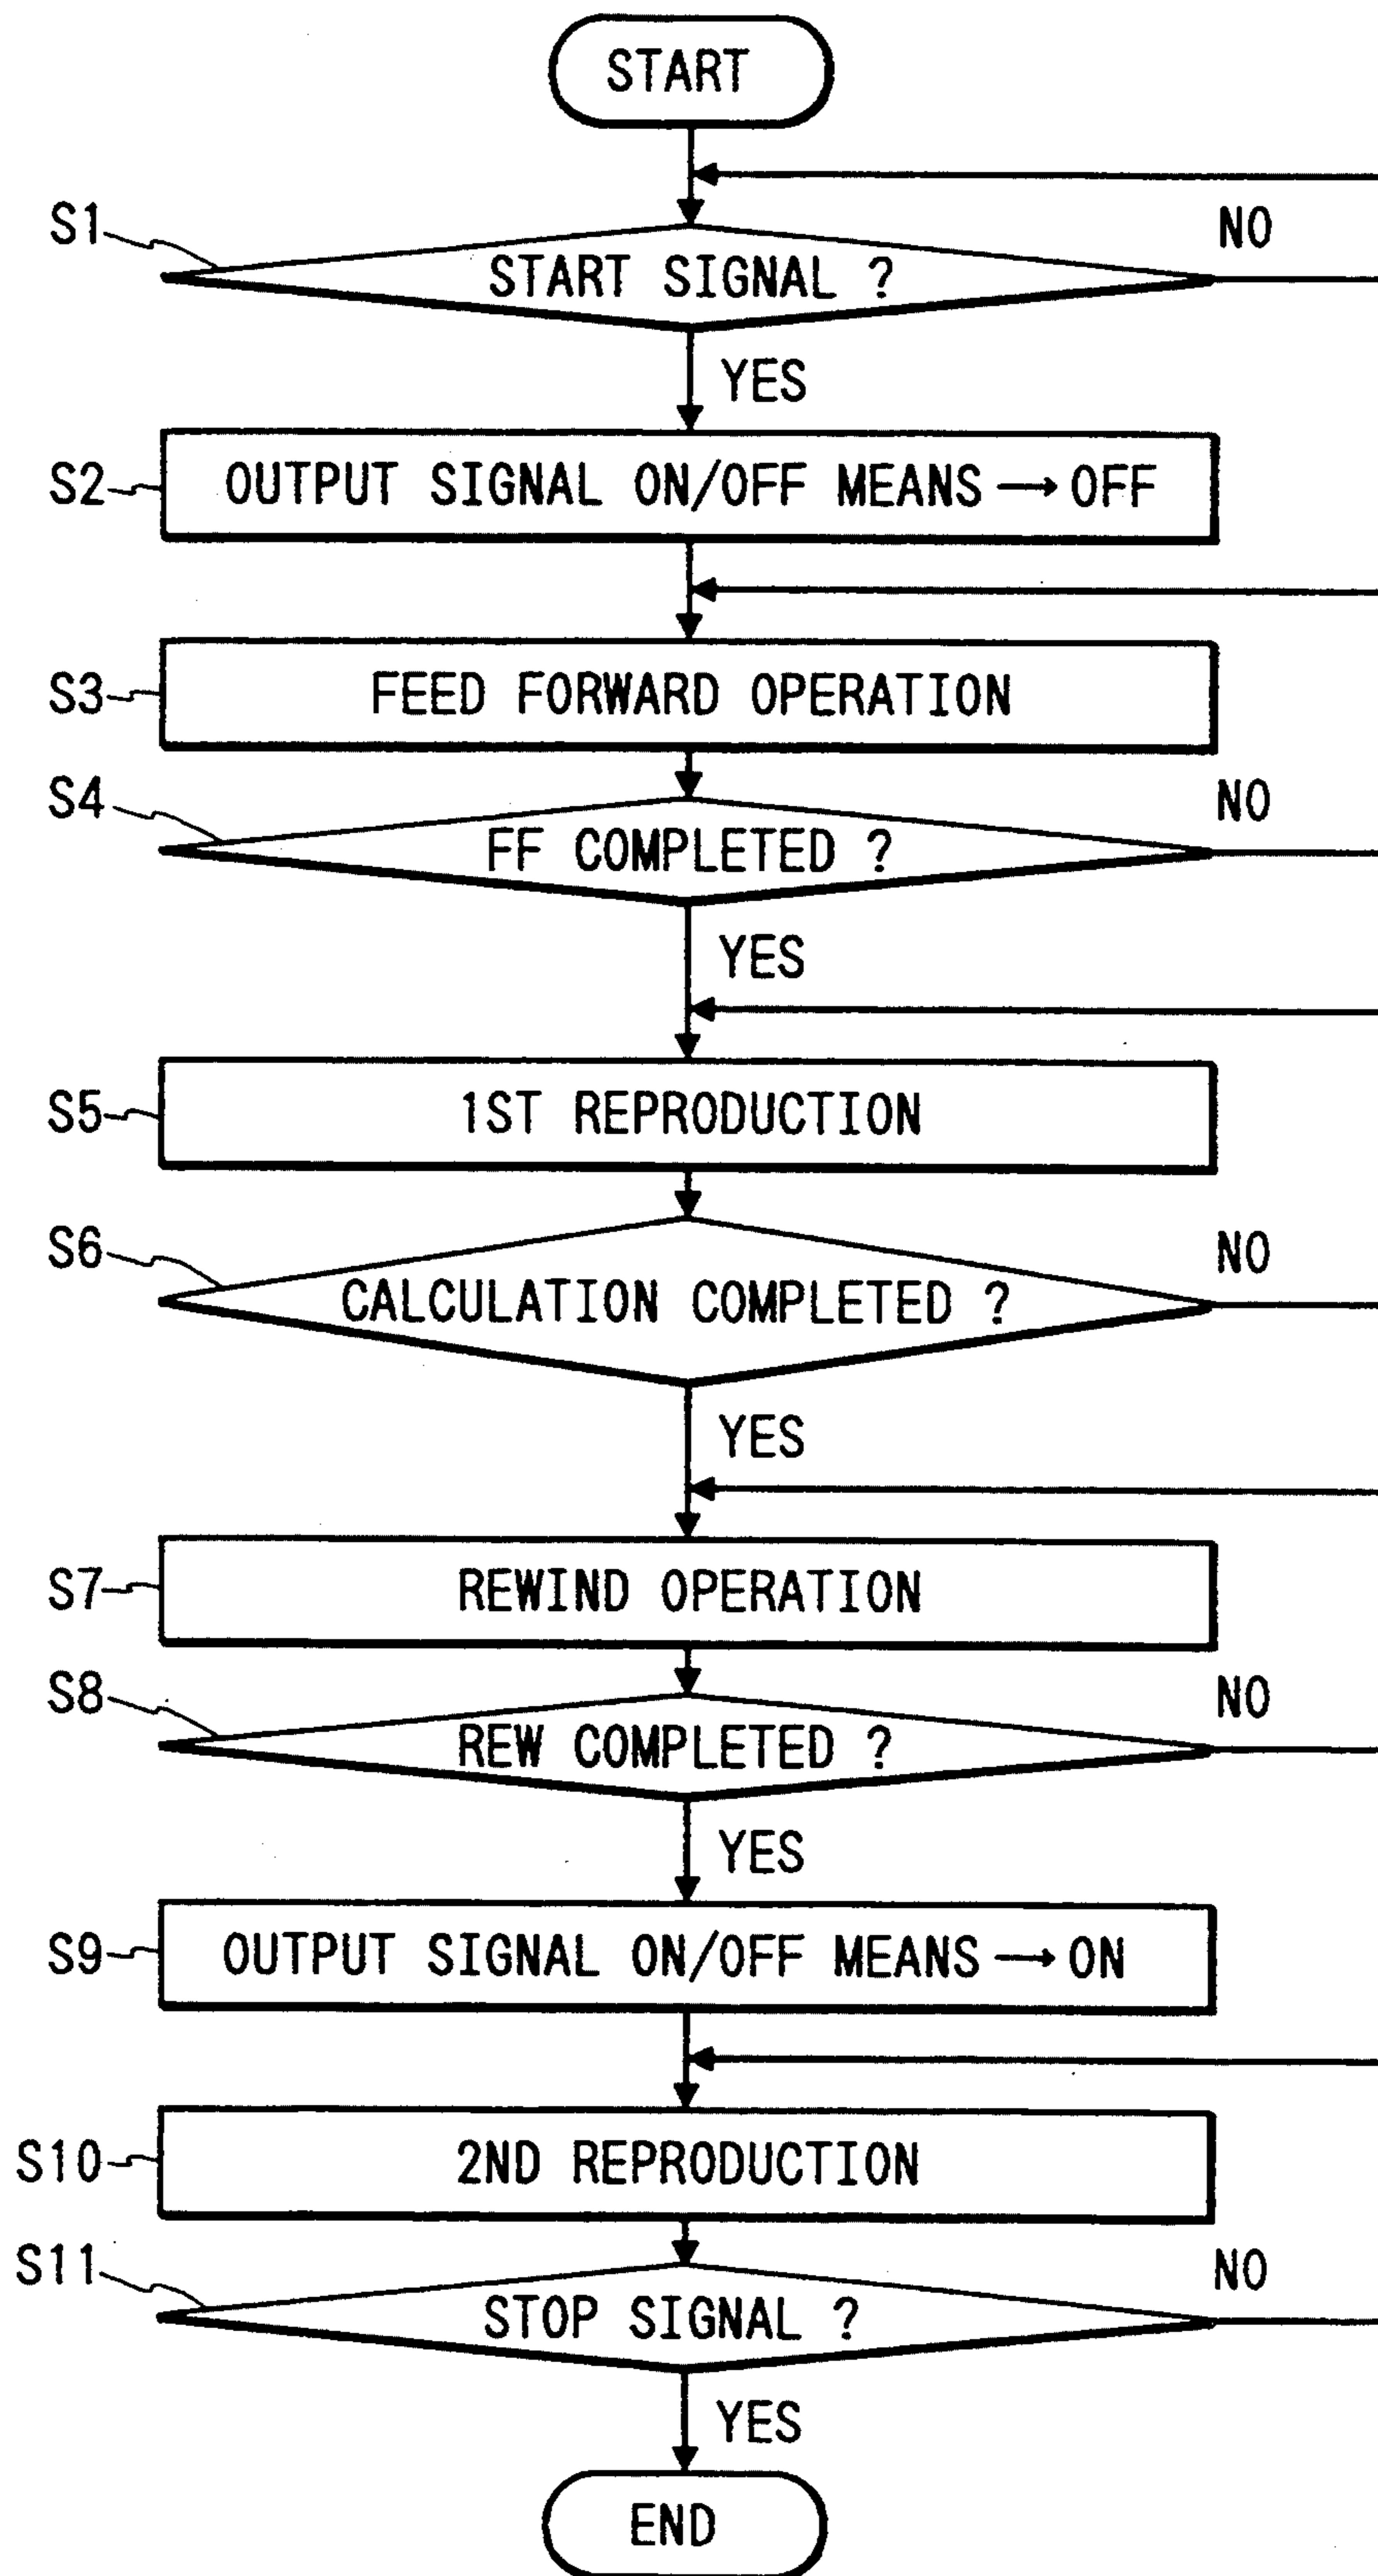 START
S1
START SIGNAL ?
NO
YES
S2
OUTPUT SIGNAL ON/OFF MEANS → OFF
S3
FEED FORWARD OPERATION
S4
FF COMPLETED ?
NO
YES
S5
1ST REPRODUCTION
S6
CALCULATION COMPLETED ?
NO
YES
S7
REWIND OPERATION
S8
REW COMPLETED ?
NO
YES
S9
OUTPUT SIGNAL ON/OFF MEANS → ON
S10
2ND REPRODUCTION
S11
STOP SIGNAL ?
NO
YES
END